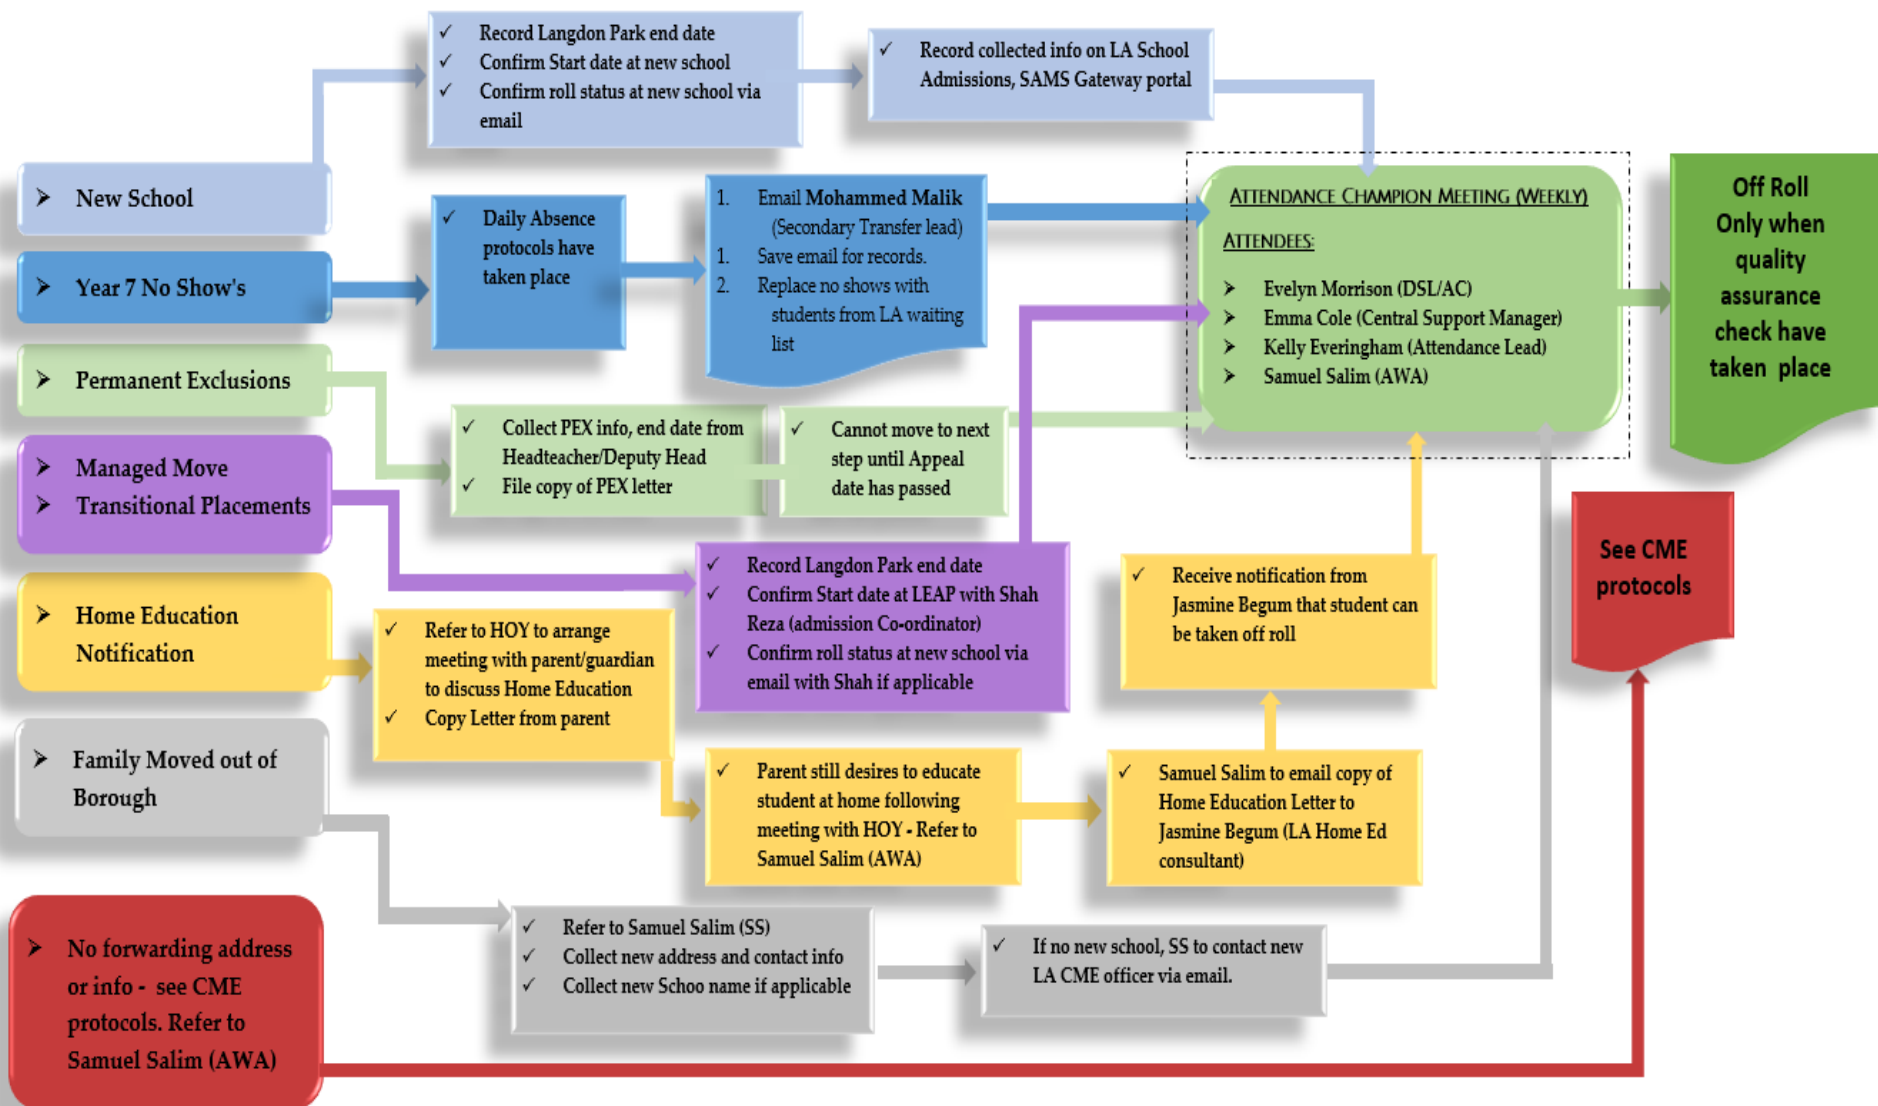 Record Langdon Park end date
Confirm Start date at new school
Confirm roll status at new school via
email
Record collected info on LA School
Admissions, SAMS Gateway portal
New School
Year 7 No Show's
Daily Absence
protocols have
taken place
1. Email Mohammed Malik
(Secondary Transfer lead)
1. Save email for records.
2. Replace no shows with
students from LA waiting
list
ATTENDANCE CHAMPION MEETING (WEEKLY)
ATTENDEES:
Evelyn Morrison (DSL/AC)
Emma Cole (Central Support Manager)
Kelly Everingham (Attendance Lead)
Samuel Salim (AWA)
Off Roll
Only when
quality
assurance
check have
taken place
Permanent Exclusions
Collect PEX info, end date from
Headteacher/Deputy Head
File copy of PEX letter
Cannot move to next
step until Appeal
date has passed
Managed Move
Transitional Placements
Record Langdon Park end date
Confirm Start date at LEAP with Shah
Reza (admission Co-ordinator)
Confirm roll status at new school via
email with Shah if applicable
Home Education
Notification
Refer to HOY to arrange
meeting with parent/guardian
to discuss Home Education
Copy Letter from parent
Parent still desires to educate
student at home following
meeting with HOY - Refer to
Samuel Salim (AWA)
Samuel Salim to email copy of
Home Education Letter to
Jasmine Begum (LA Home Ed
consultant)
Receive notification from
Jasmine Begum that student can
be taken off roll
See CME
protocols
Family Moved out of
Borough
Refer to Samuel Salim (SS)
Collect new address and contact info
Collect new Schoo name if applicable
If no new school, SS to contact new
LA CME officer via email.
No forwarding address
or info - see CME
protocols. Refer to
Samuel Salim (AWA)